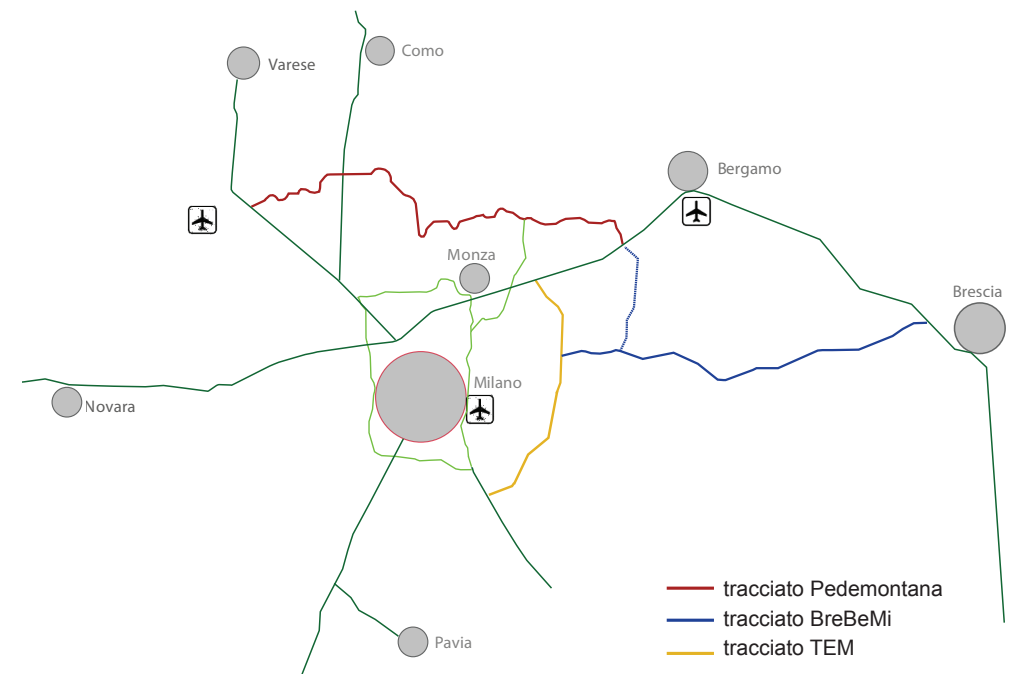 Como
Varese
Bergamo
Monza
Brescia
Milano
Novara
tracciato Pedemontana
tracciato BreBeMi
Pavia
tracciato TEM